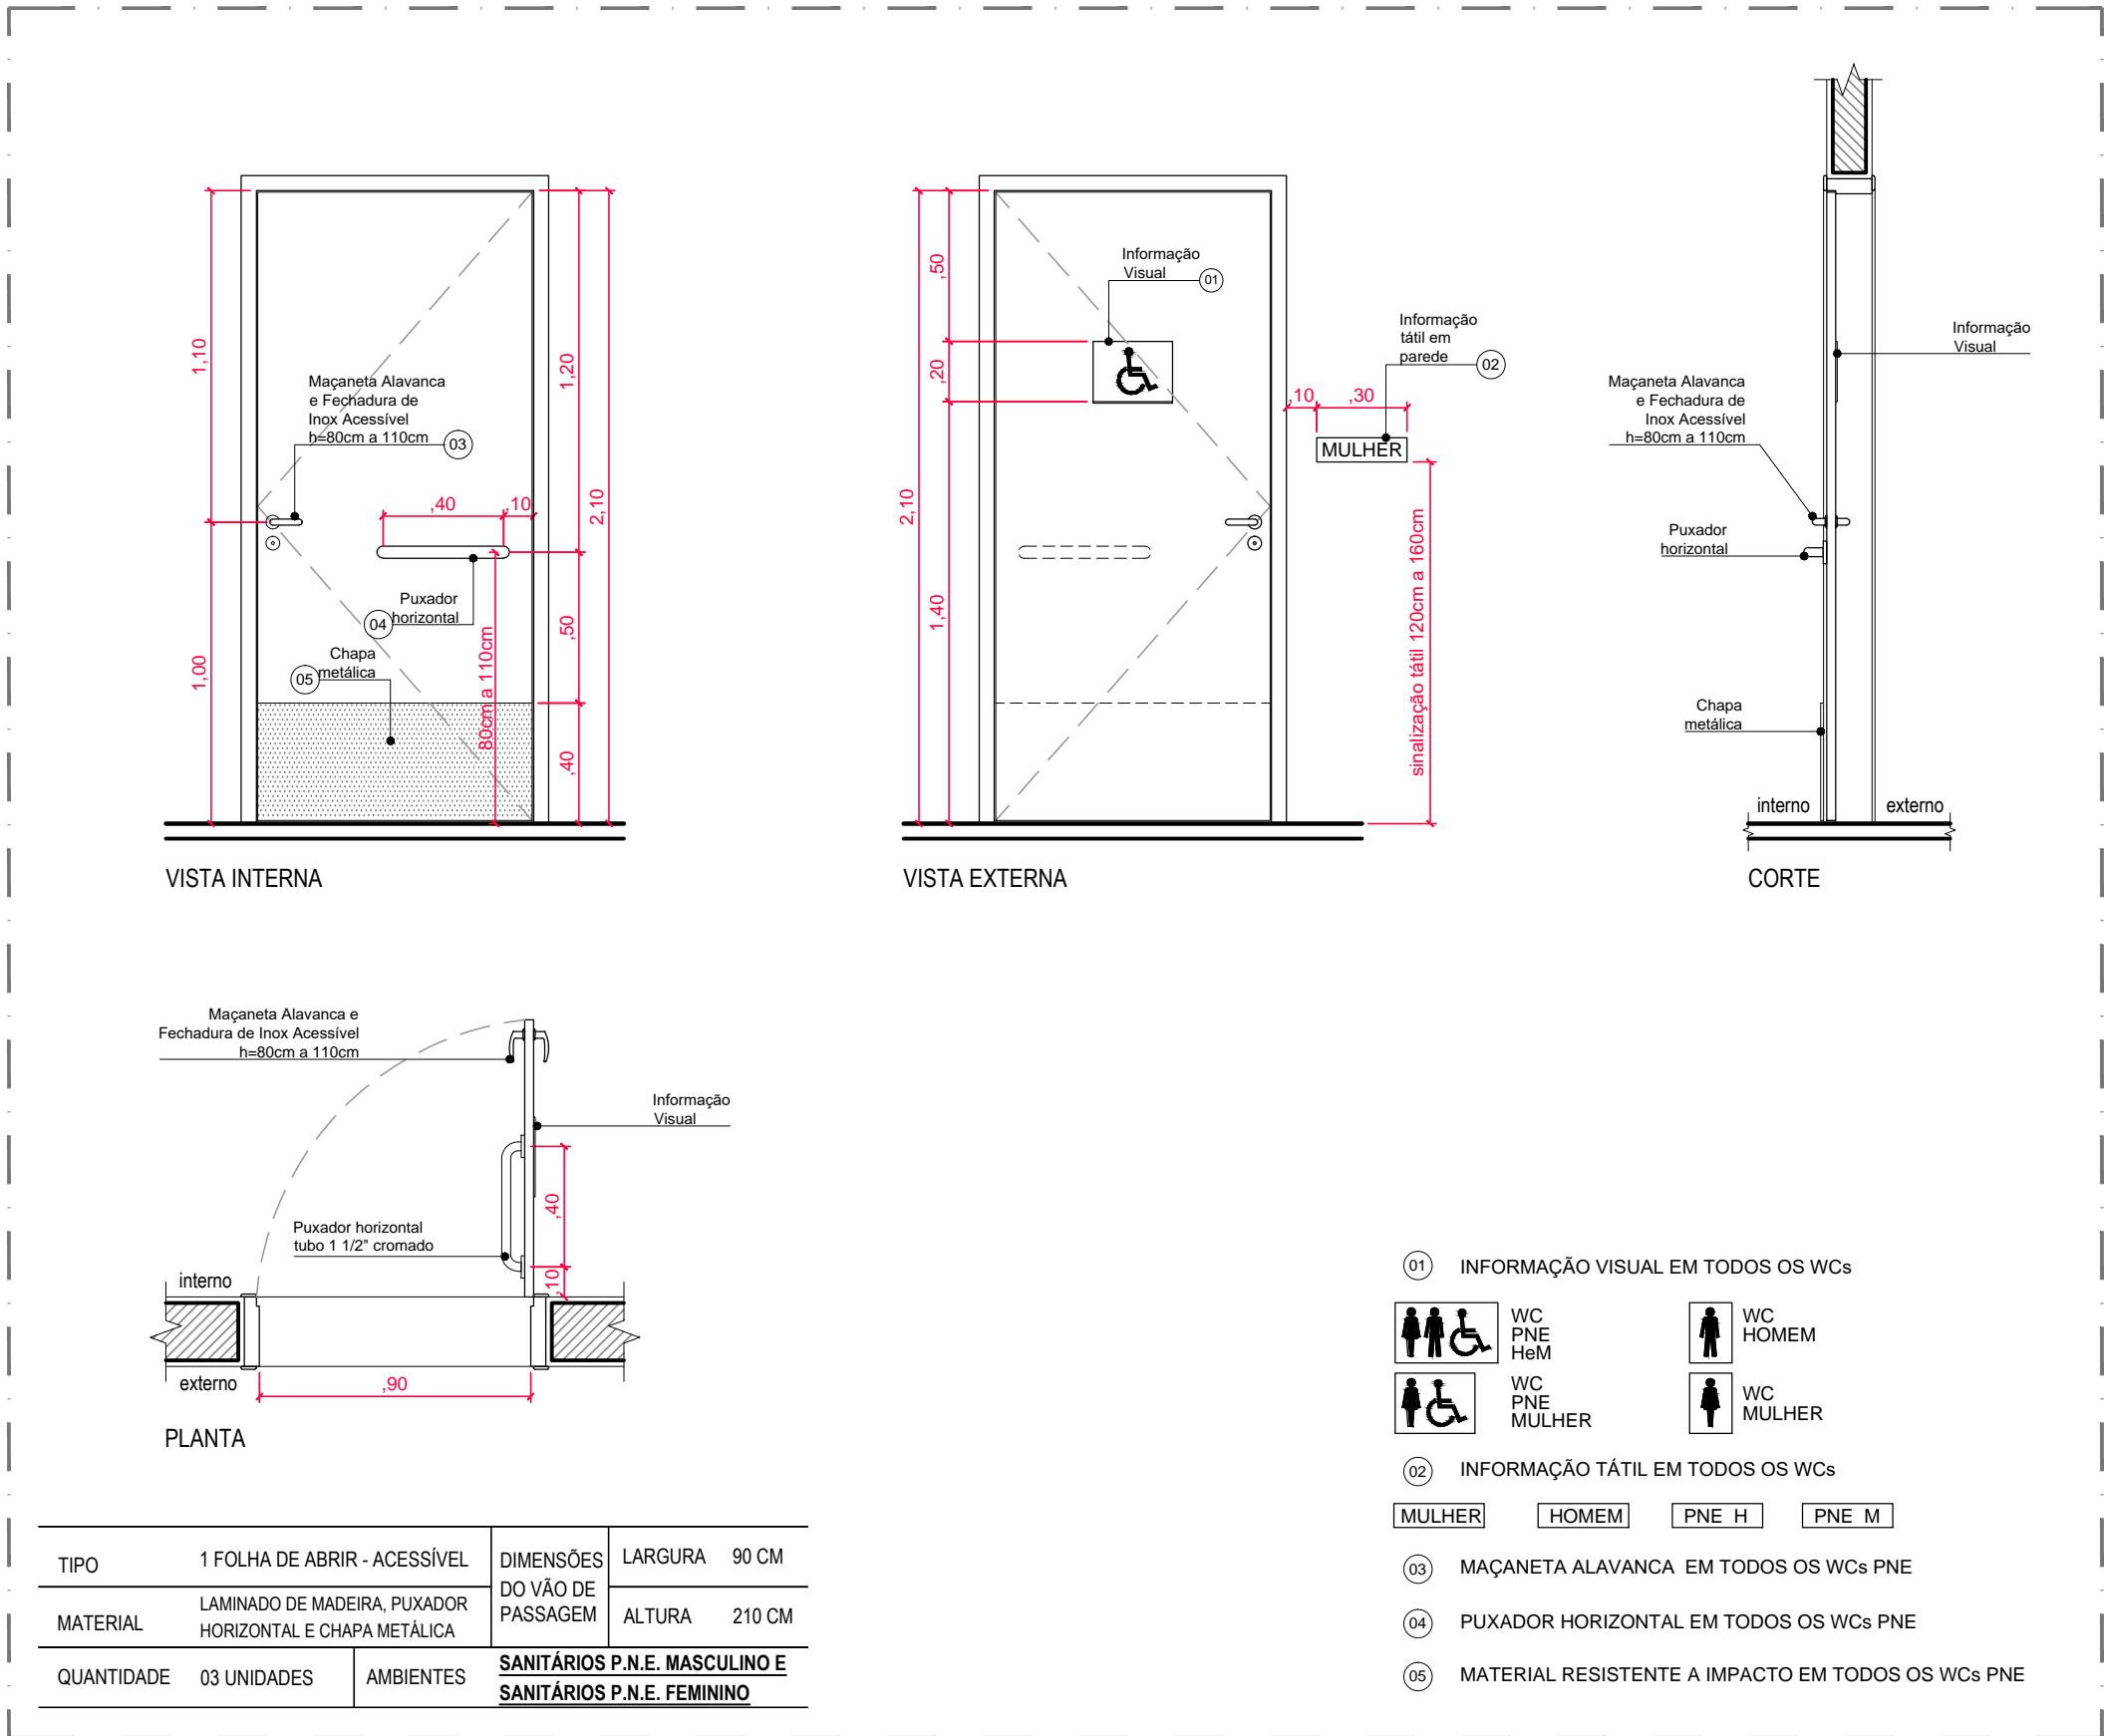 1,10
1,00
Maçaneta Alavanca
e Fechadura de
Inox Acessível
h=80cm a 110cm
03
,40
,10
1,20
2,10
Puxador
horizontal
04
Chapa
metálica
05
80cm a 110cm
,50
,40
VISTA INTERNA
2,10
,50
,20
1,40
Informação
Visual
01
Informação
tátil em
parede
02
,10
,30
MULHER
sinalização tátil 120cm a 160cm
VISTA EXTERNA
Informação
Visual
Maçaneta Alavanca
e Fechadura de
Inox Acessível
h=80cm a 110cm
Puxador
horizontal
Chapa
metálica
interno
externo
CORTE
Maçaneta Alavanca e
Fechadura de Inox Acessível
h=80cm a 110cm
Informação
Visual
,40
,10
Puxador horizontal
tubo 1 1/2" cromado
interno
externo
,90
PLANTA
01 INFORMAÇÃO VISUAL EM TODOS OS WCs
WC
PNE
HeM
WC
HOMEM
WC
PNE
MULHER
WC
MULHER
02 INFORMAÇÃO TÁTIL EM TODOS OS WCs
MULHER HOMEM PNE H PNE M
03 MAÇANETA ALAVANCA EM TODOS OS WCs PNE
04 PUXADOR HORIZONTAL EM TODOS OS WCs PNE
05 MATERIAL RESISTENTE A IMPACTO EM TODOS OS WCs PNE
TIPO 1 FOLHA DE ABRIR - ACESSÍVEL
DIMENSÕES
DO VÃO DE
PASSAGEM
LARGURA 90 CM
ALTURA 210 CM
MATERIAL
LAMINADO DE MADEIRA, PUXADOR
HORIZONTAL E CHAPA METÁLICA
QUANTIDADE 03 UNIDADES
AMBIENTES
SANITÁRIOS P.N.E. MASCULINO E
SANITÁRIOS P.N.E. FEMININO